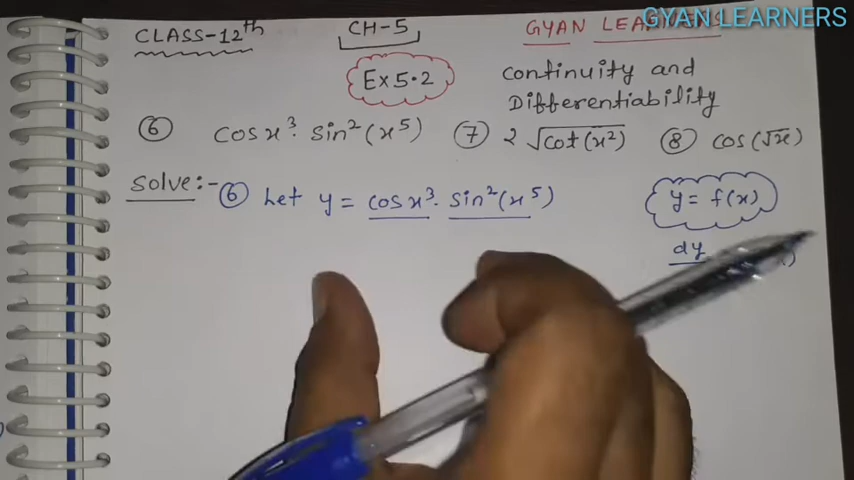 CLASS-12th CH-5 GYAN LEARNERS
GYAN LEARNERS
Ex 5.2 Continuity and
Differentiability
⑥ cos x³. sin²(x⁵) ⑦ 2 √cot(x²) ⑧ cos(√x)
Solve:- ⑥ Let y = cos x³. sin²(x⁵) y = f(x)
dy